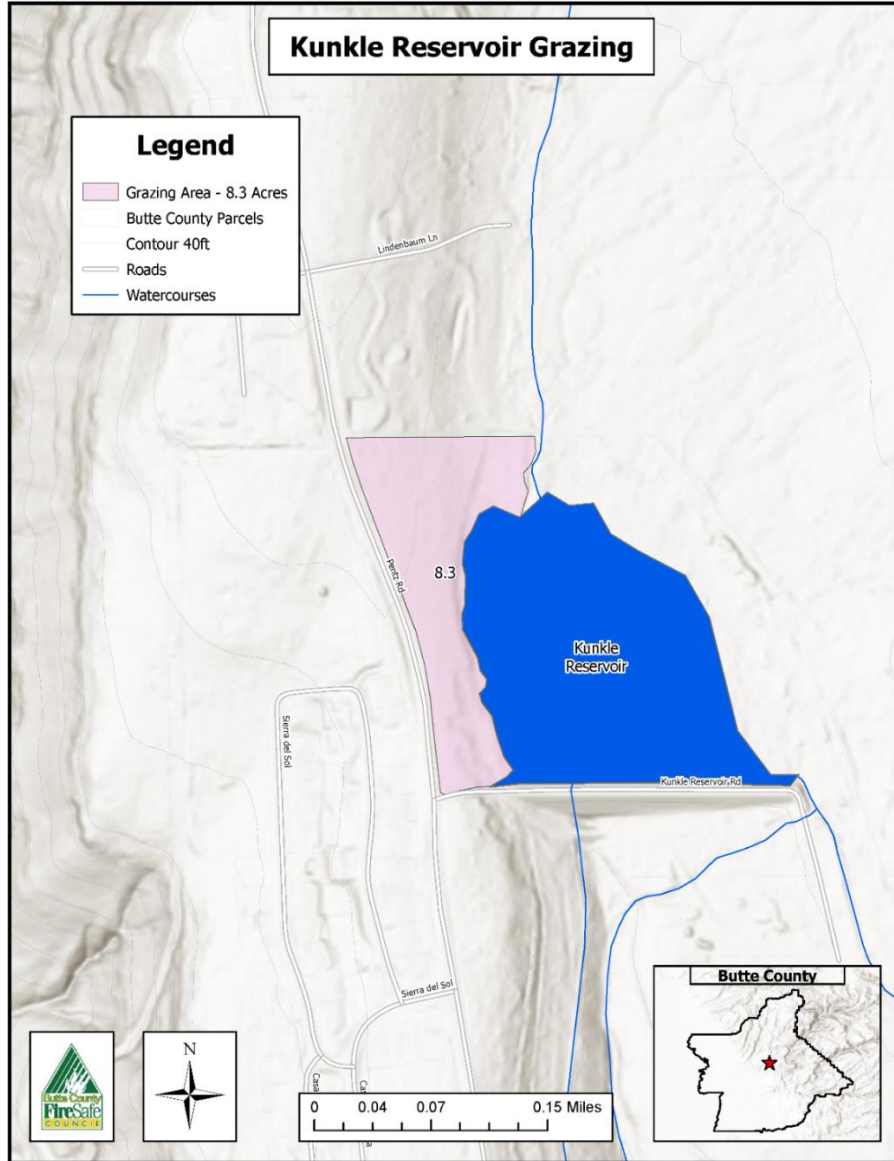 Kunkle Reservoir Grazing
Legend
Grazing Area - 8.3 Acres
Butte County Parcels
Contour 40ft
Roads
Watercourses
Lindenbaum Ln
Pentz Rd
8.3
Kunkle
Reservoir
Kunkle Reservoir Rd
Sierra del Sol
Sierra del Sol
Casa
Butte County
FireSafe
COUNCIL
N
0 0.04 0.07 0.15 Miles
Butte County